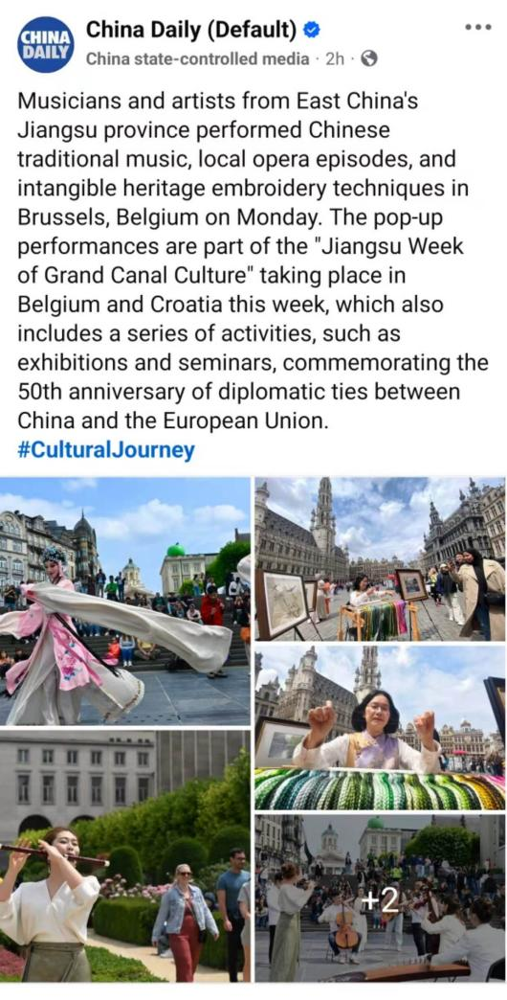 CHINA
DAILY
China Daily (Default)
China state-controlled media · 2h ·
Musicians and artists from East China's
Jiangsu province performed Chinese
traditional music, local opera episodes, and
intangible heritage embroidery techniques in
Brussels, Belgium on Monday. The pop-up
performances are part of the "Jiangsu Week
of Grand Canal Culture" taking place in
Belgium and Croatia this week, which also
includes a series of activities, such as
exhibitions and seminars, commemorating the
50th anniversary of diplomatic ties between
China and the European Union.
#CulturalJourney
+2